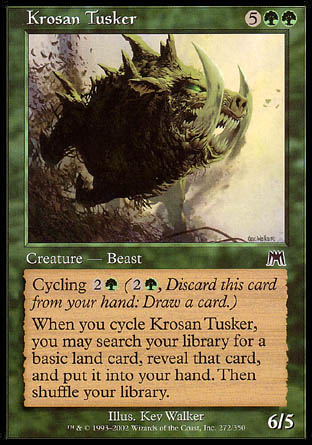 Krosan Tusker 5
Kev Walker
Creature — Beast
Cycling 2 (2, Discard this card
from your hand: Draw a card.)
When you cycle Krosan Tusker,
you may search your library for a
basic land card, reveal that card,
and put it into your hand. Then
shuffle your library.
Illus. Kev Walker
™ & © 1993–2002 Wizards of the Coast, Inc. 272/350
6/5